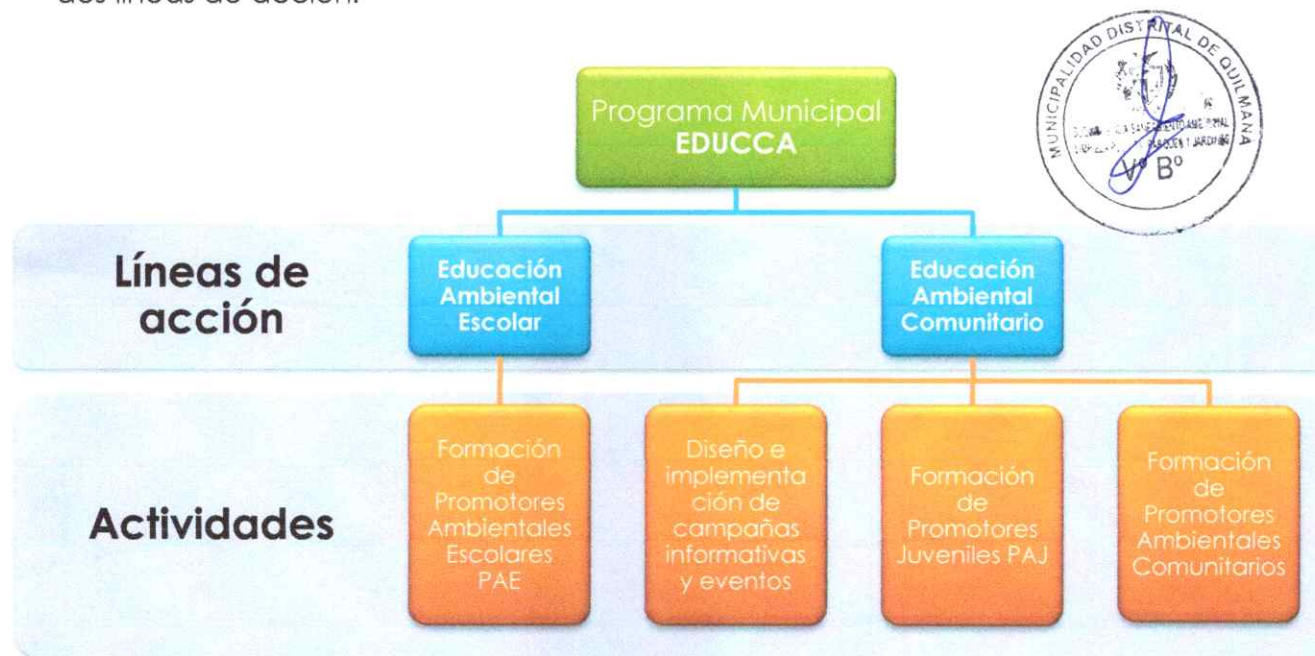 dos líneas de acción.
MUNICIPALIDAD DISTRITAL DE QUILMANA
Vº Bº
Programa Municipal
EDUCCA
Líneas de
acción
Educación
Ambiental
Escolar
Educación
Ambiental
Comunitario
Actividades
Formación
de
Promotores
Ambientales
Escolares
PAE
Diseño e
implementa
ción de
campañas
informativas
y eventos
Formación
de
Promotores
Juveniles PAJ
Formación
de
Promotores
Ambientales
Comunitarios